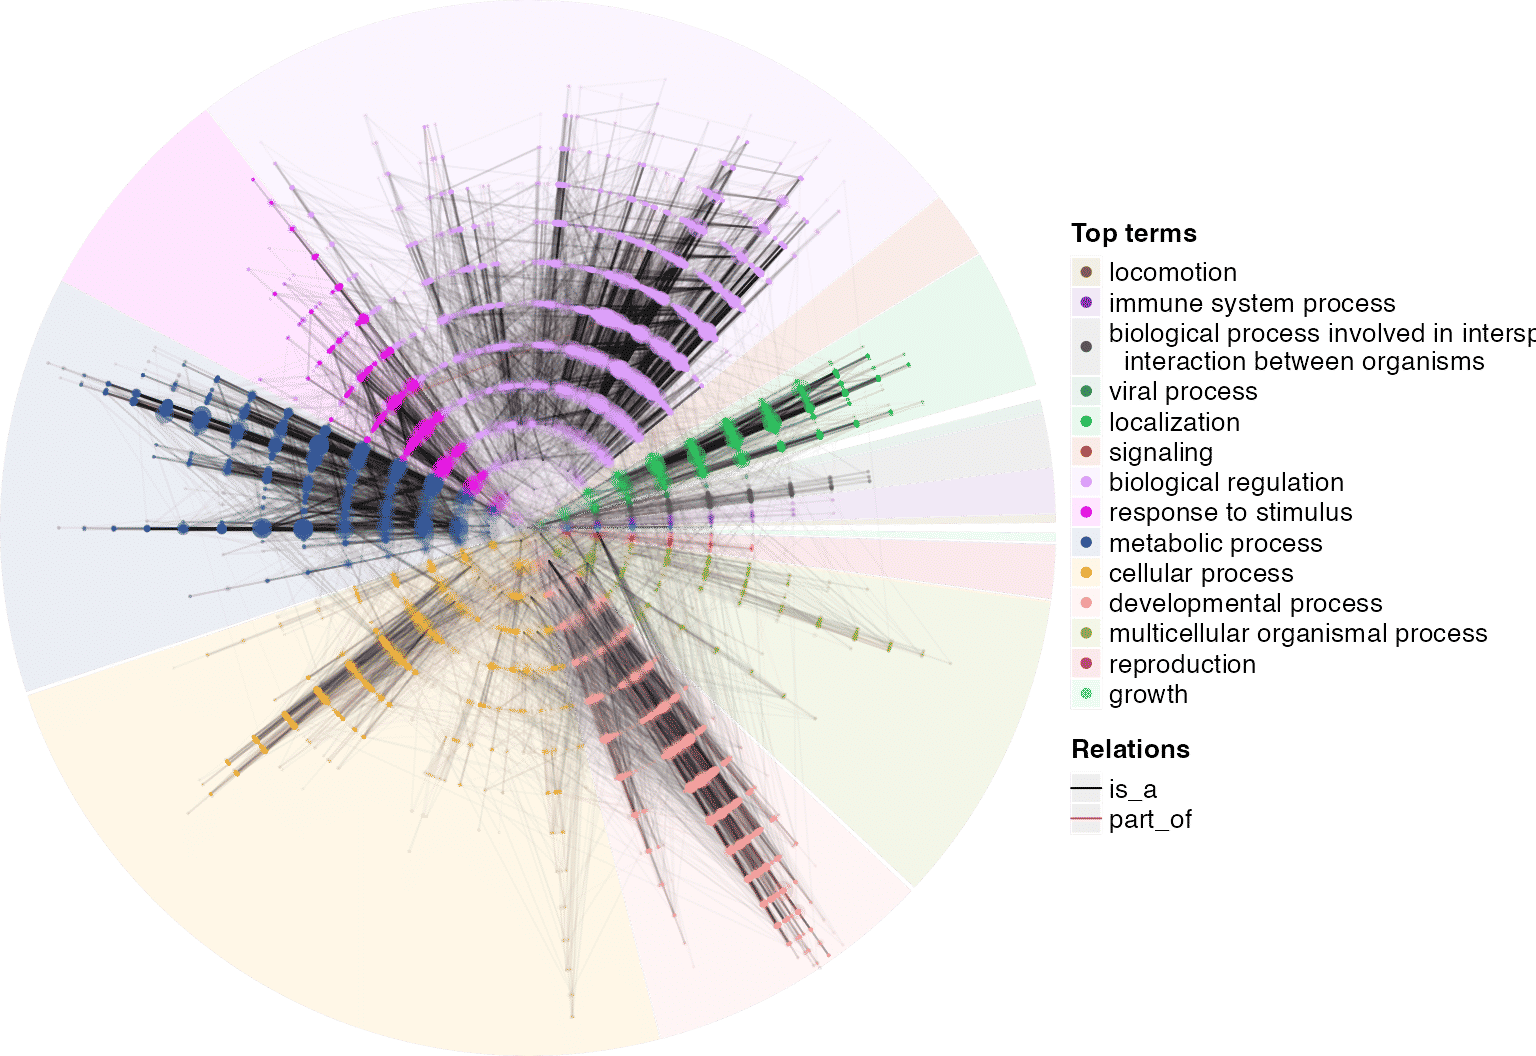 Top terms
locomotion
immune system process
biological process involved in intersp
interaction between organisms
viral process
localization
signaling
biological regulation
response to stimulus
metabolic process
cellular process
developmental process
multicellular organismal process
reproduction
growth
Relations
is_a
part_of